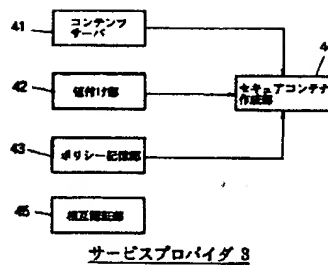 41
コンテンツ
サーバ
4
42
値付け部
セキュアコンテナ
作成部
43
ポリシー記憶部
45
相互認証部
サービスプロバイダ 3